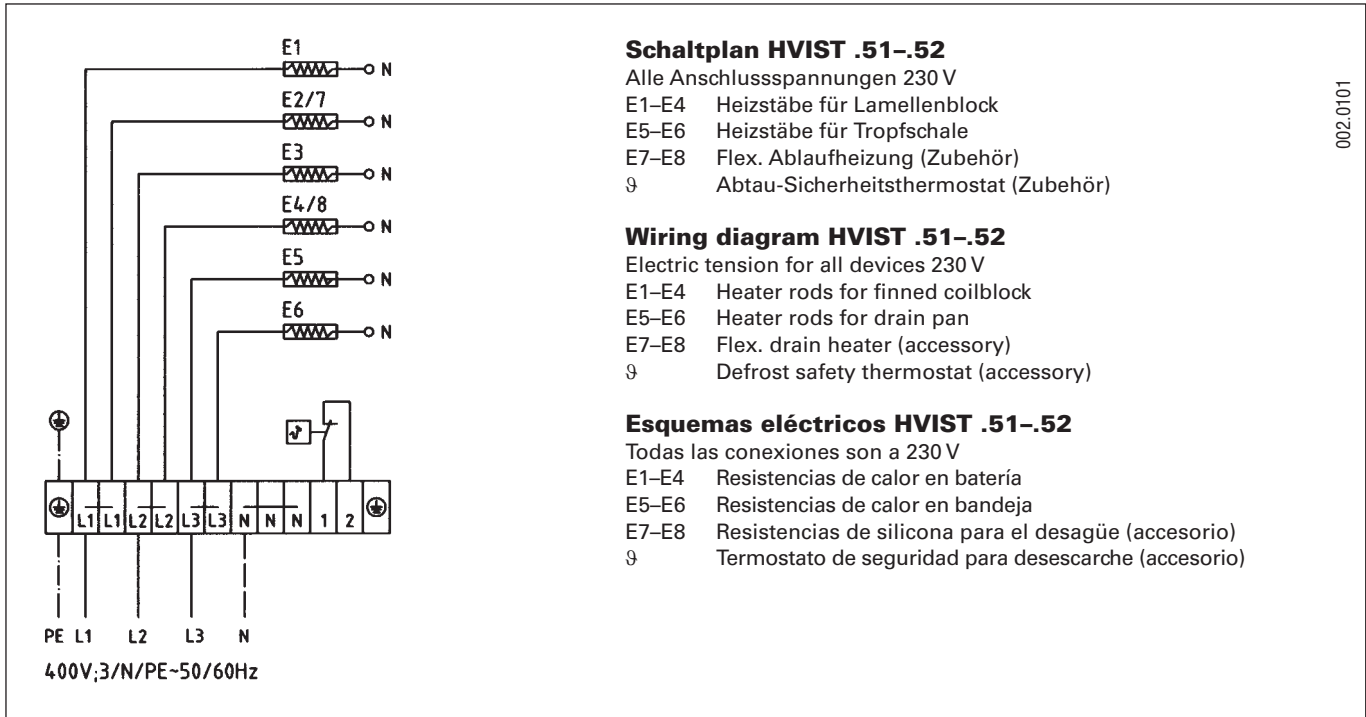 E1
N
E2/7
N
E3
N
E4/8
N
E5
N
E6
N
ϑ
L1 L1 L2 L2 L3 L3 N N N 1 2
PE L1 L2 L3 N
400V;3/N/PE~50/60Hz
Schaltplan HVIST .51–.52
Alle Anschlussspannungen 230 V
E1–E4 Heizstäbe für Lamellenblock
E5–E6 Heizstäbe für Tropfschale
E7–E8 Flex. Ablaufheizung (Zubehör)
ϑ Abtau-Sicherheitsthermostat (Zubehör)
Wiring diagram HVIST .51–.52
Electric tension for all devices 230 V
E1–E4 Heater rods for finned coilblock
E5–E6 Heater rods for drain pan
E7–E8 Flex. drain heater (accessory)
ϑ Defrost safety thermostat (accessory)
Esquemas eléctricos HVIST .51–.52
Todas las conexiones son a 230 V
E1–E4 Resistencias de calor en batería
E5–E6 Resistencias de calor en bandeja
E7–E8 Resistencias de silicona para el desagüe (accesorio)
ϑ Termostato de seguridad para desescarche (accesorio)
002.0101